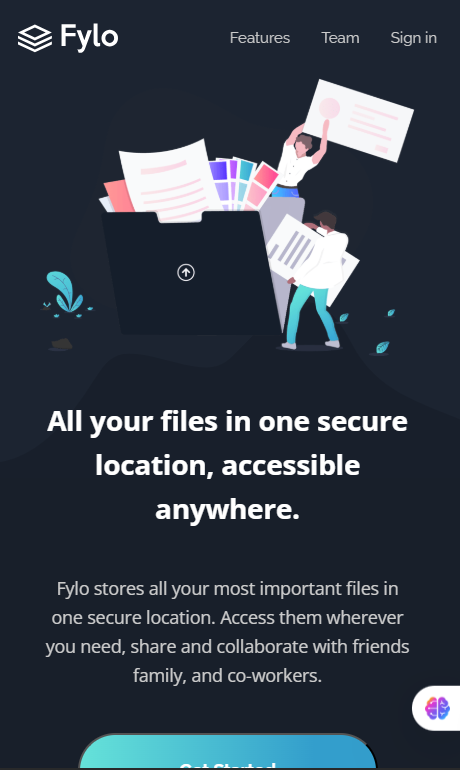 Fylo Features Team Sign in
All your files in one secure
location, accessible
anywhere.
Fylo stores all your most important files in
one secure location. Access them wherever
you need, share and collaborate with friends
family, and co-workers.
Get Started